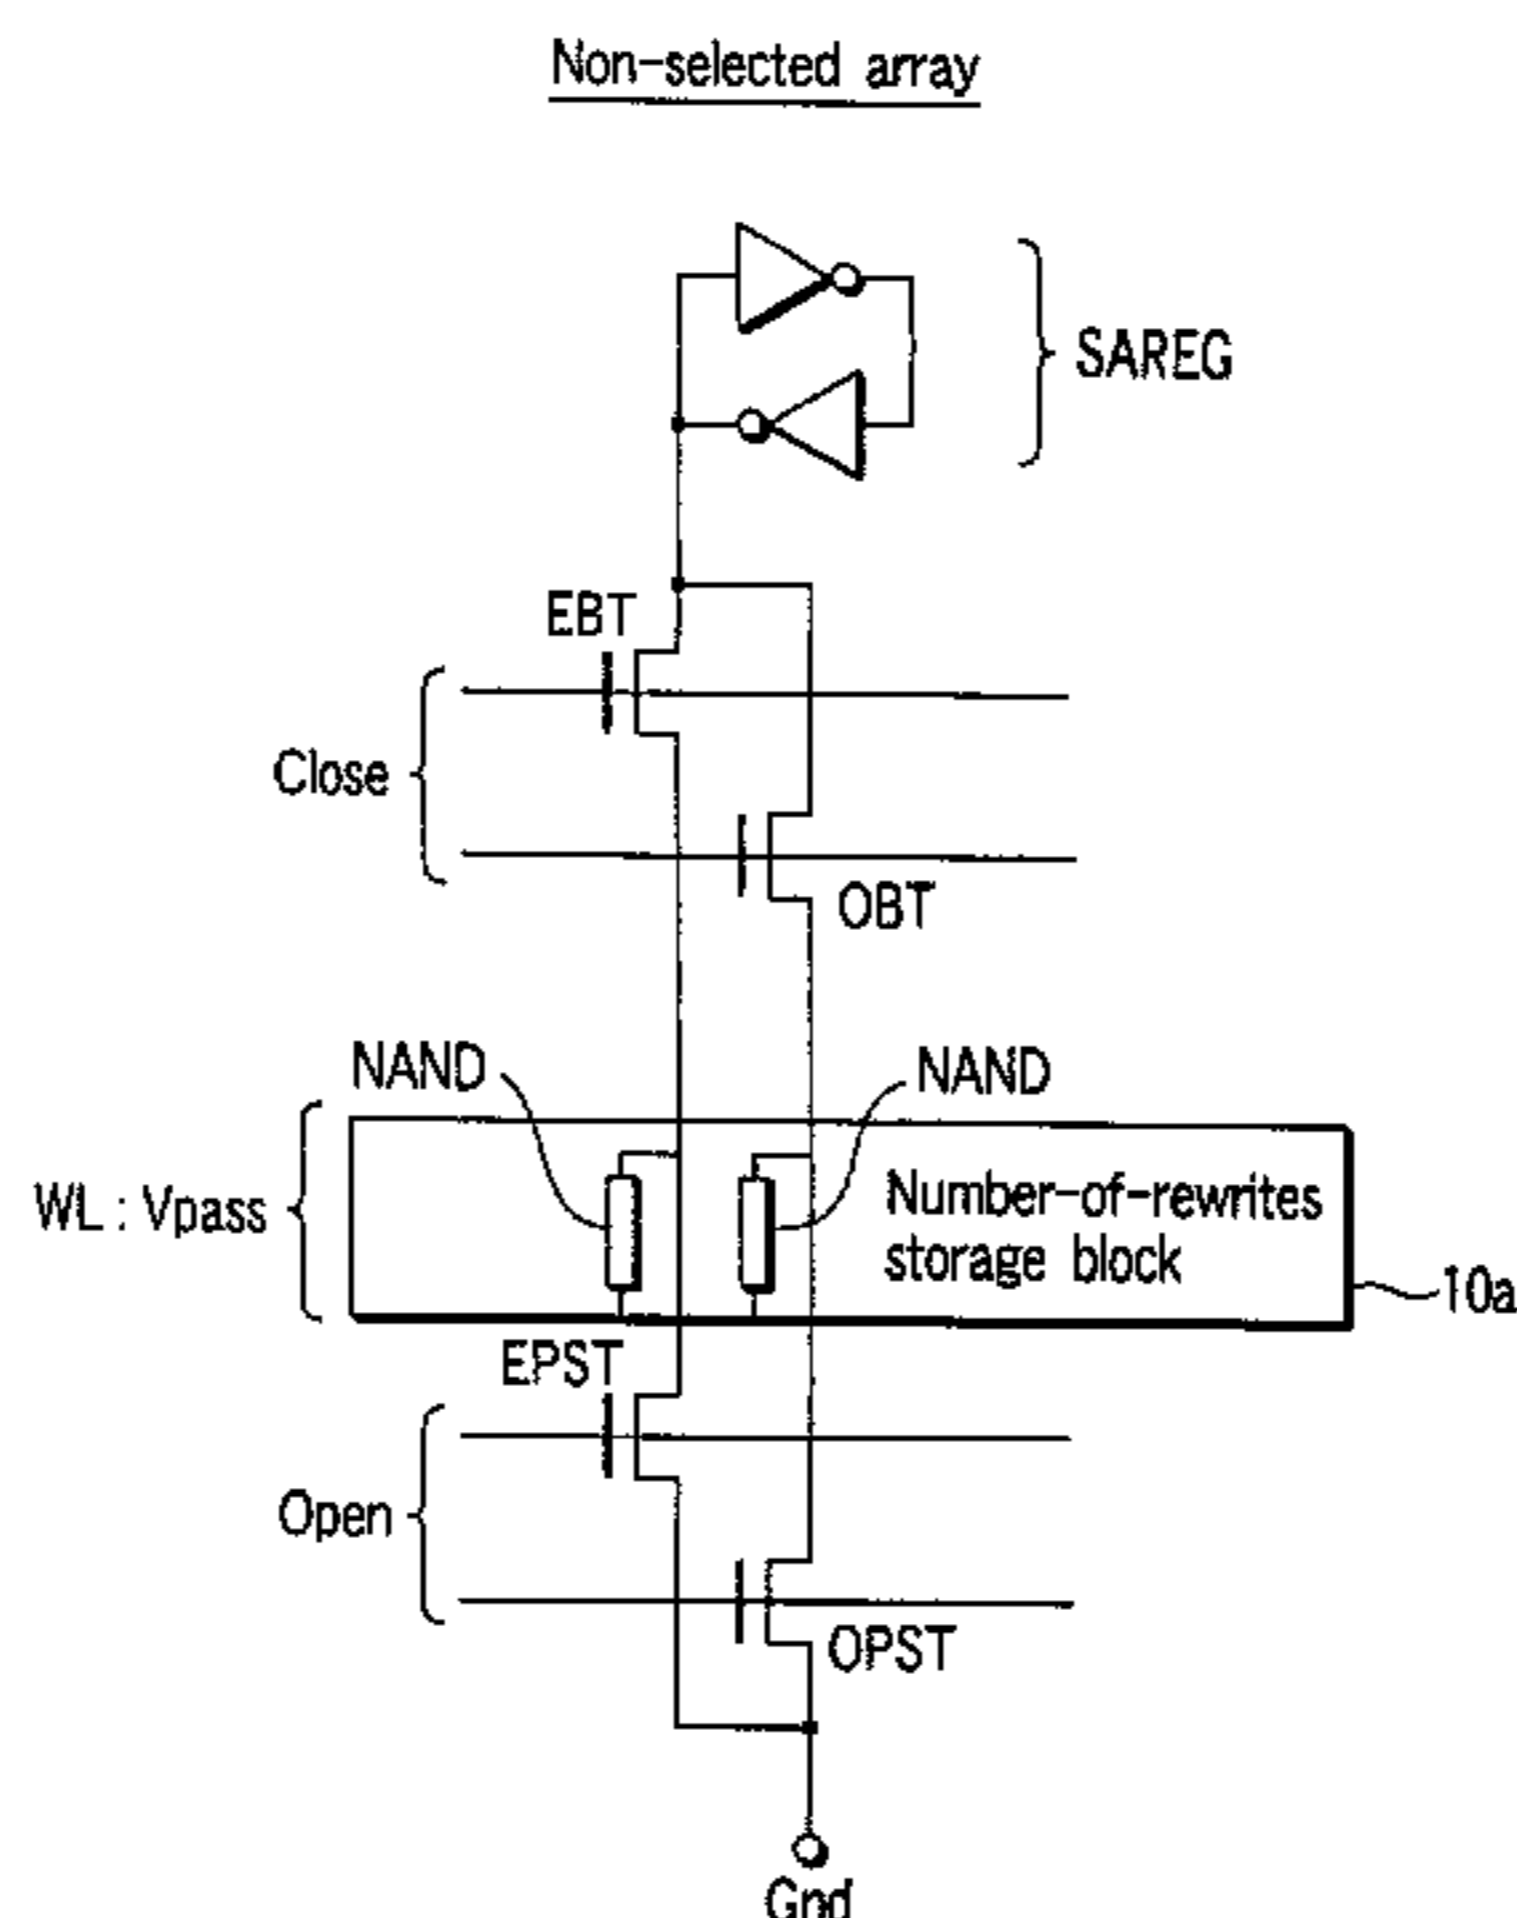 Non-selected array
SAREG
EBT
Close
OBT
NAND
NAND
WL : Vpass
Number-of-rewrites
storage block
10a
EPST
Open
OPST
Gnd